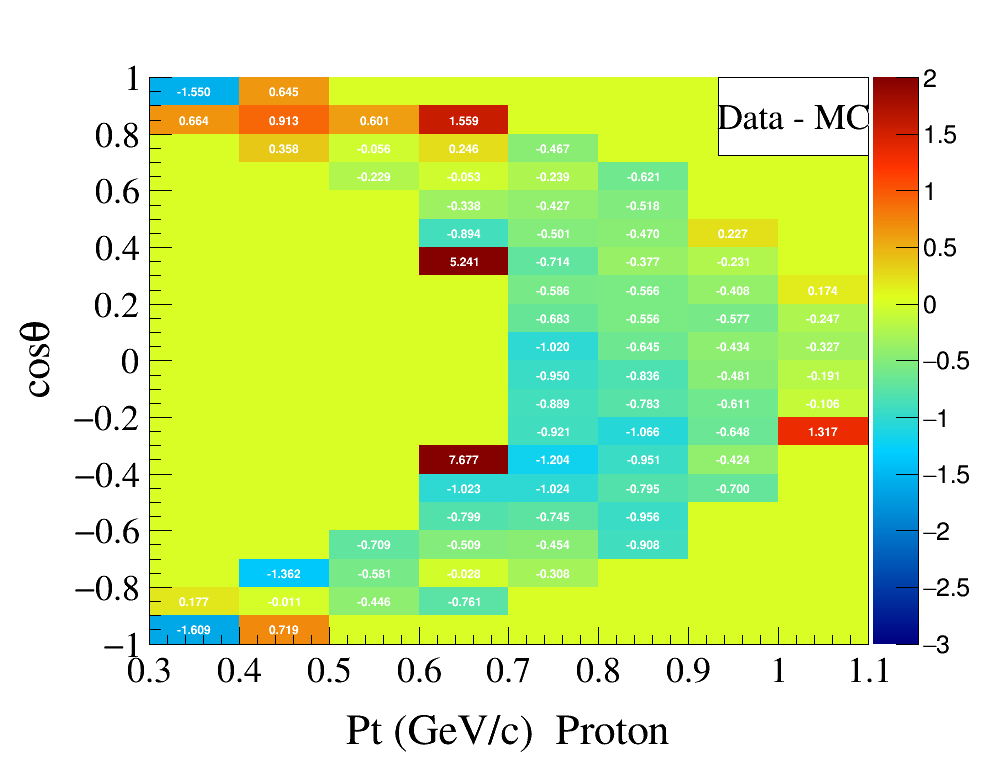 Data - MC
1
0.8
0.6
0.4
0.2
0
−0.2
−0.4
−0.6
−0.8
−1
cosθ
-1.550 0.645
0.664 0.913 0.601 1.559
0.358 -0.056 0.246 -0.467
-0.229 -0.053 -0.239 -0.621
-0.338 -0.427 -0.518
-0.894 -0.501 -0.470 0.227
5.241 -0.714 -0.377 -0.231
-0.586 -0.566 -0.408 0.174
-0.683 -0.556 -0.577 -0.247
-1.020 -0.645 -0.434 -0.327
-0.950 -0.836 -0.481 -0.191
-0.889 -0.783 -0.611 -0.106
-0.921 -1.066 -0.648 1.317
7.677 -1.204 -0.951 -0.424
-1.023 -1.024 -0.795 -0.700
-0.799 -0.745 -0.956
-0.709 -0.509 -0.454 -0.908
-1.362 -0.581 -0.028 -0.308
0.177 -0.011 -0.446 -0.761
-1.609 0.719
2
1.5
1
0.5
0
−0.5
−1
−1.5
−2
−2.5
−3
0.3 0.4 0.5 0.6 0.7 0.8 0.9 1 1.1
Pt (GeV/c) Proton